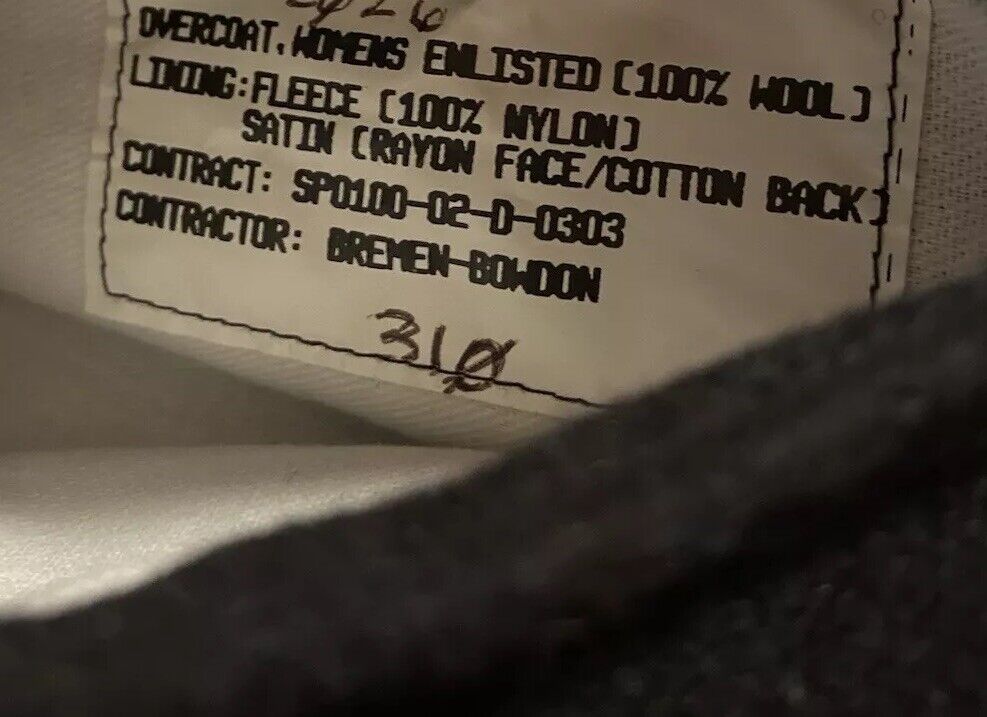 OVERCOAT, WOMENS ENLISTED (100% WOOL)
LINING: FLEECE (100% NYLON)
SATIN (RAYON FACE/COTTON BACK)
CONTRACT: SPO100-02-D-0303
CONTRACTOR: BREMEN-BOWDON
310